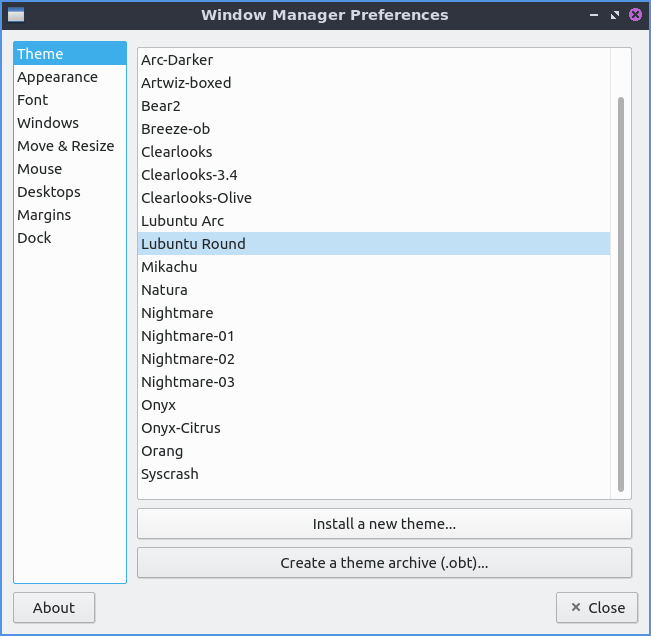 Window Manager Preferences
Theme
Appearance
Font
Windows
Move & Resize
Mouse
Desktops
Margins
Dock
Arc-Darker
Artwiz-boxed
Bear2
Breeze-ob
Clearlooks
Clearlooks-3.4
Clearlooks-Olive
Lubuntu Arc
Lubuntu Round
Mikachu
Natura
Nightmare
Nightmare-01
Nightmare-02
Nightmare-03
Onyx
Onyx-Citrus
Orang
Syscrash
Install a new theme...
Create a theme archive (.obt)...
About
Close